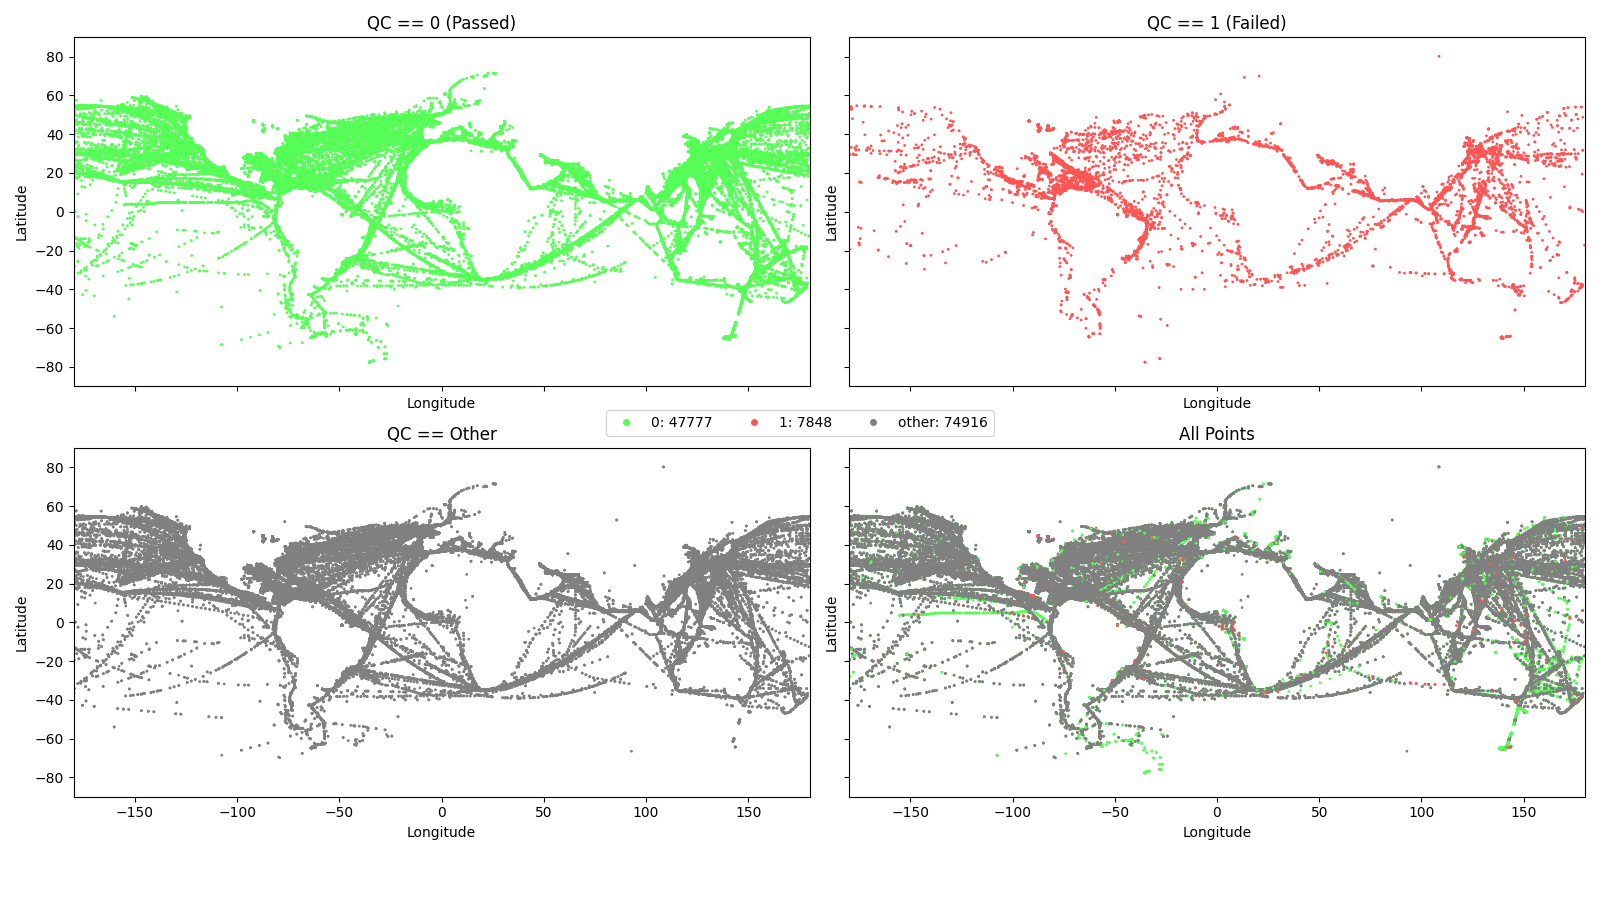 QC == 0 (Passed)
QC == 1 (Failed)
80
60
40
20
0
−20
−40
−60
−80
Latitude
Latitude
Longitude
Longitude
0: 47777
1: 7848
other: 74916
QC == Other
All Points
80
60
40
20
0
−20
−40
−60
−80
Latitude
Latitude
−150
−100
−50
0
50
100
150
−150
−100
−50
0
50
100
150
Longitude
Longitude